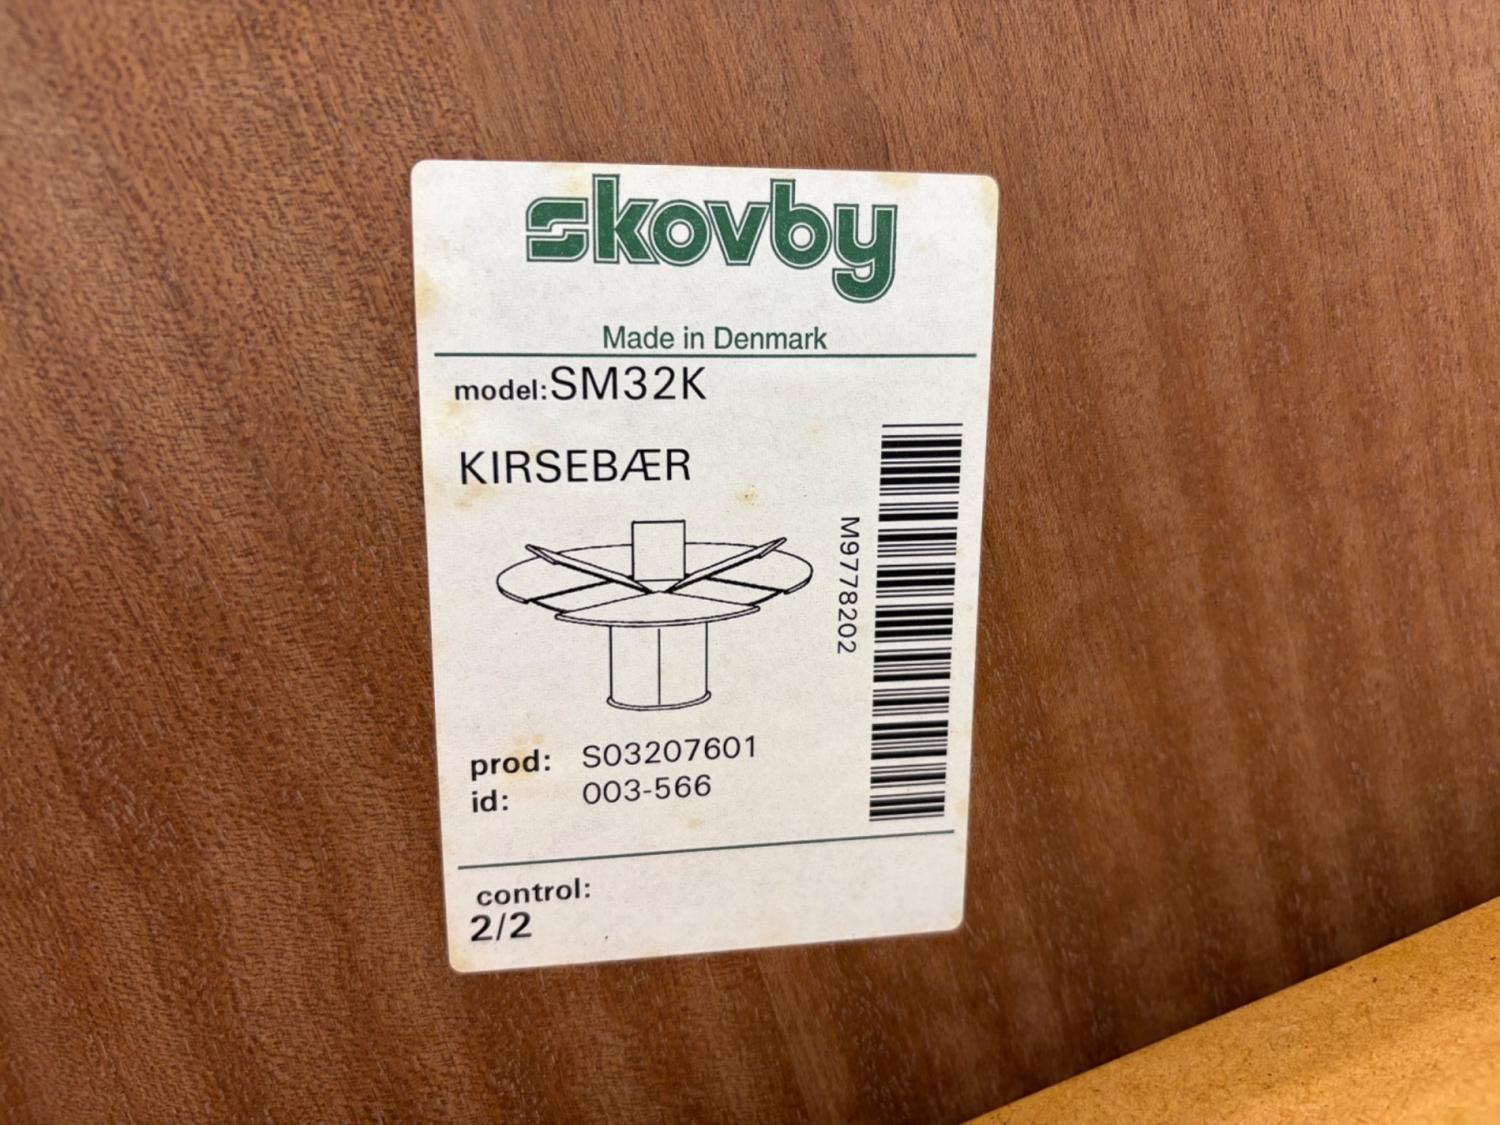 skovby
Made in Denmark
model:SM32K
KIRSEBÆR
M9778202
prod: S03207601
id: 003-566
control:
2/2